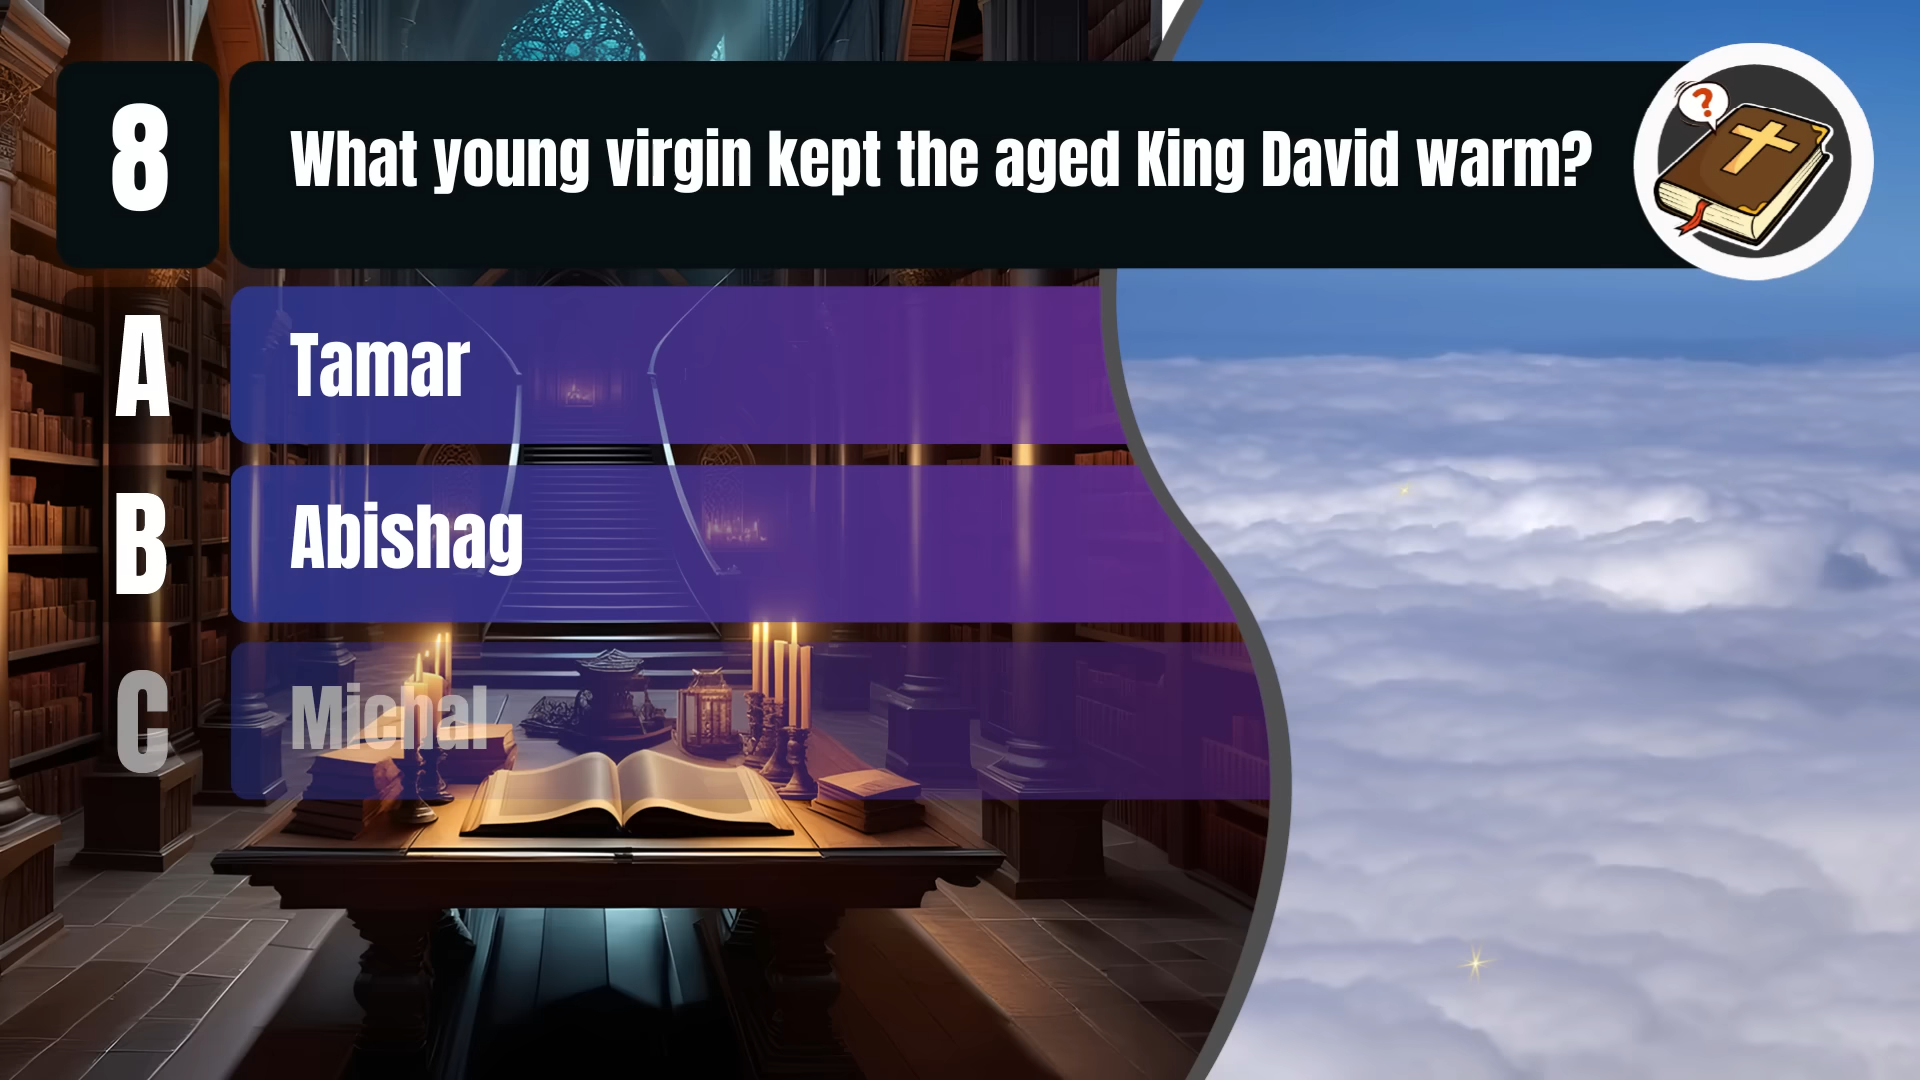 8
What young virgin kept the aged King David warm?
?
A
Tamar
B
Abishag
C
Michal